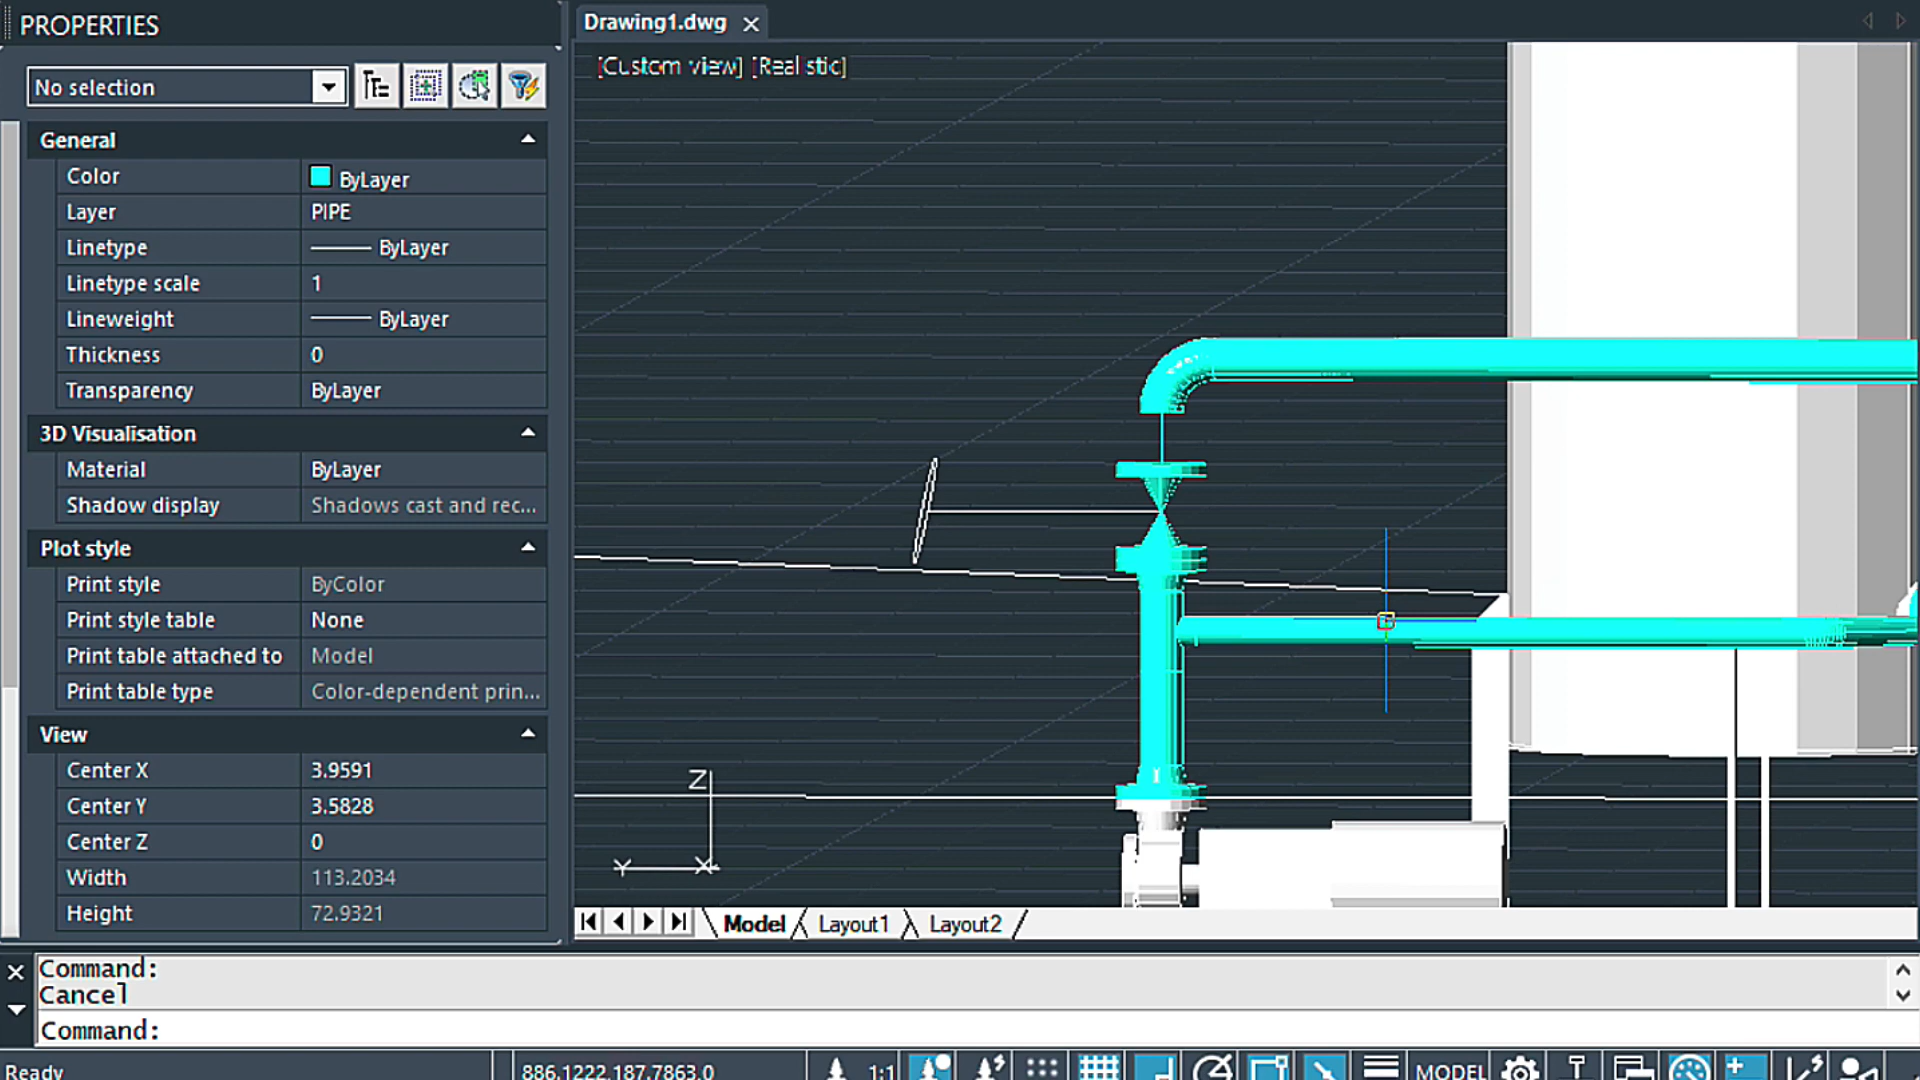 PROPERTIES
Drawing1.dwg
[Custom view] [Realistic]
No selection
General
Color ByLayer
Layer PIPE
Linetype ByLayer
Linetype scale 1
Lineweight ByLayer
Thickness 0
Transparency ByLayer
3D Visualisation
Material ByLayer
Shadow display Shadows cast and rec...
Plot style
Print style ByColor
Print style table None
Print table attached to Model
Print table type Color-dependent prin...
View
Center X 3.9591
Center Y 3.5828
Center Z 0
Width 113.2034
Height 72.9321
Z
Y X
Model Layout1 Layout2
Command:
Cancel
Command:
Ready 886.1222,187.7863,0 1:1 MODEL